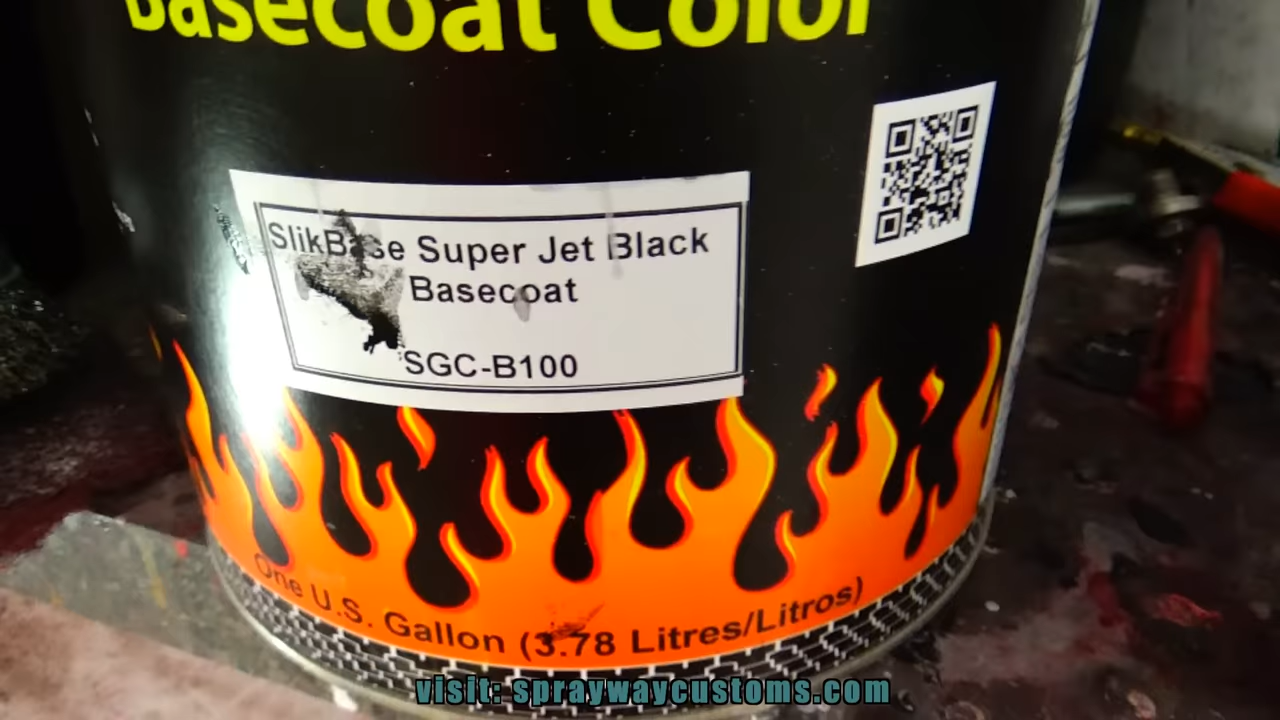 Basecoat Color
SlikBase Super Jet Black
Basecoat
SGC-B100
One U.S. Gallon (3.78 Litres/Litros)
visit: spraywaycustoms.com